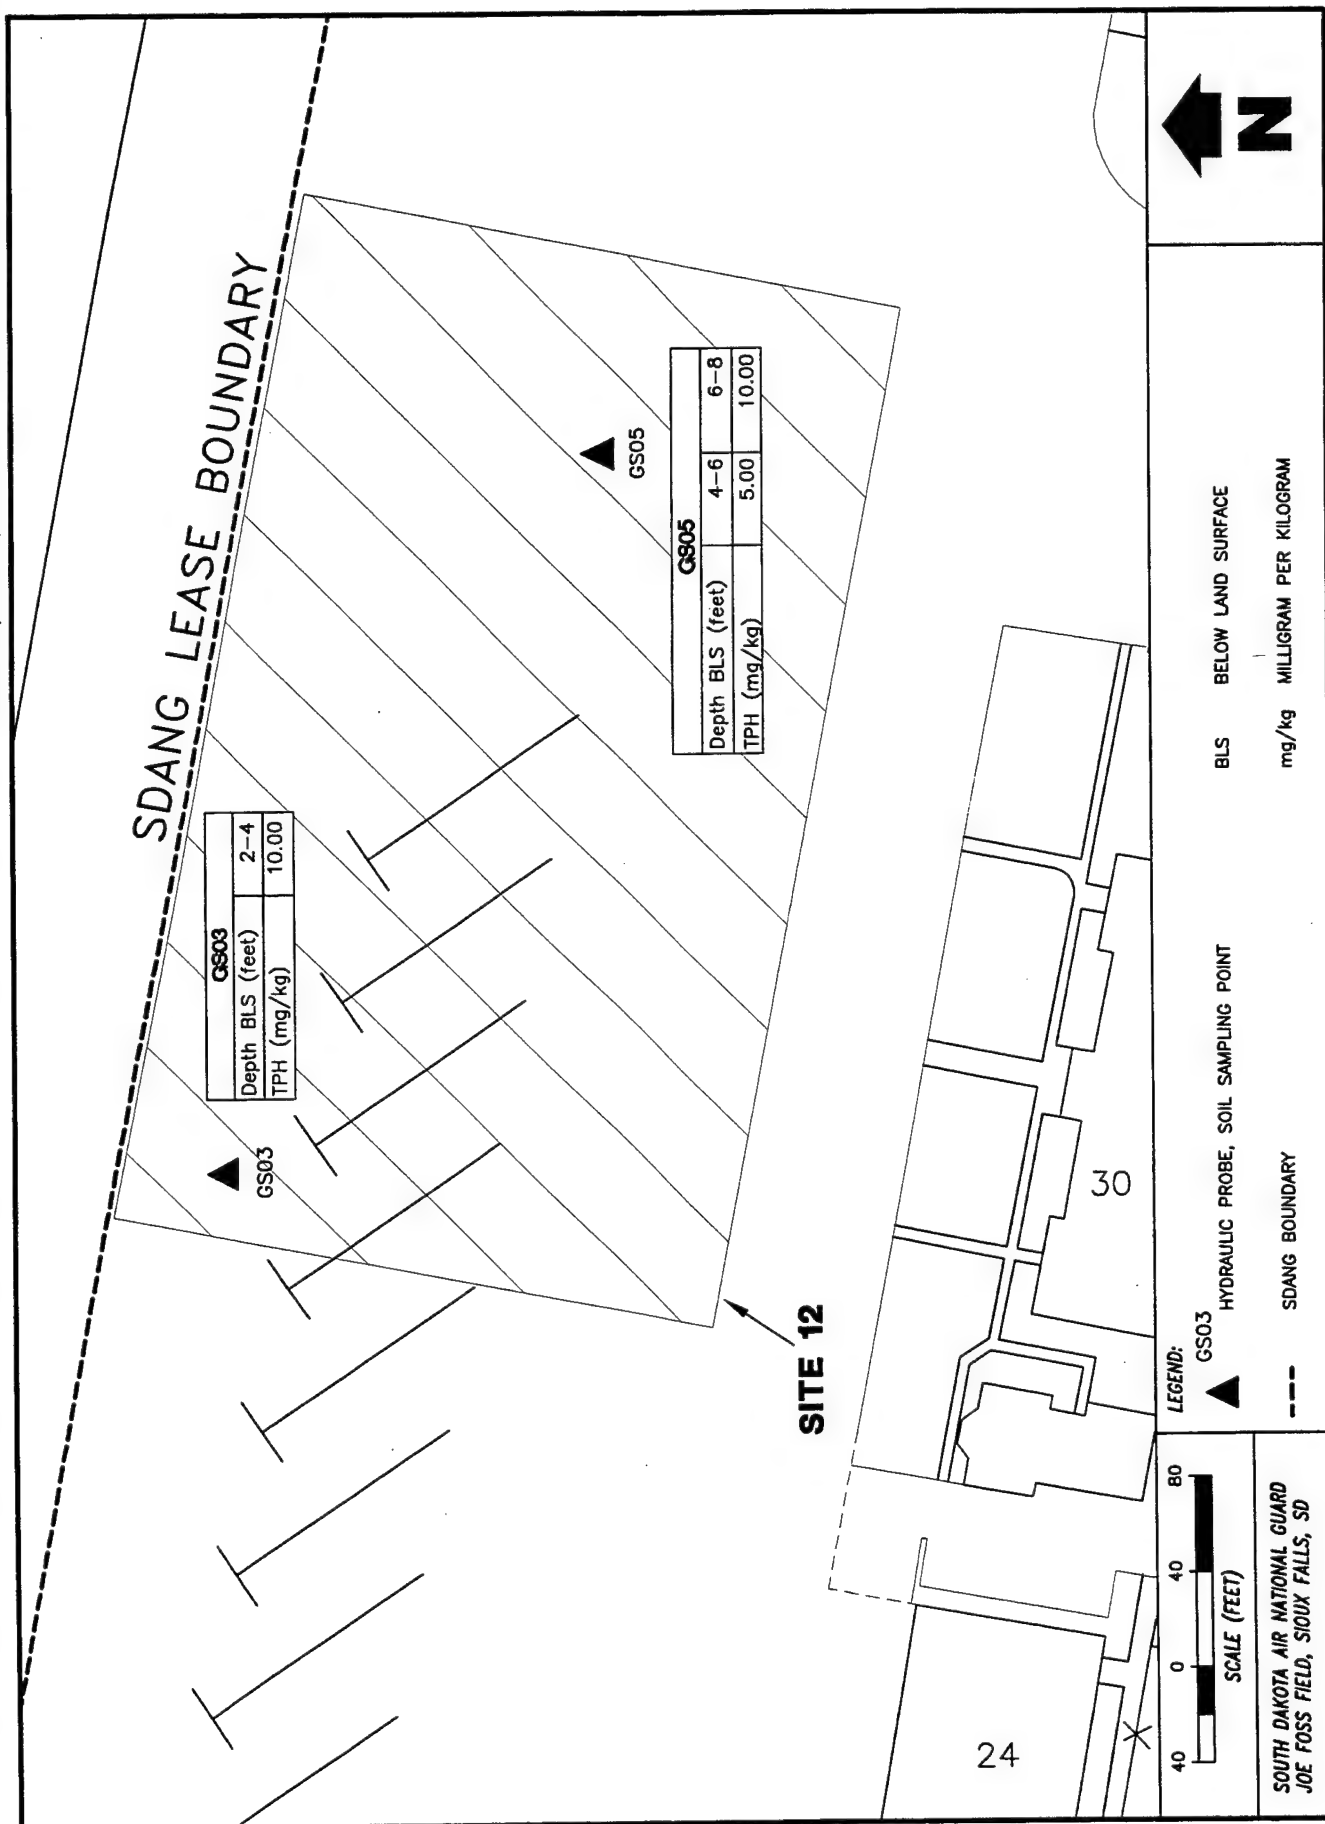 SDANG LEASE BOUNDARY
GS03
Depth BLS (feet) 2-4
TPH (mg/kg) 10.00
GS03
GS05
GS05
Depth BLS (feet) 4-6 6-8
TPH (mg/kg) 5.00 10.00
SITE 12
30
24
40 0 40 80
SCALE (FEET)
SOUTH DAKOTA AIR NATIONAL GUARD
JOE FOSS FIELD, SIOUX FALLS, SD
LEGEND:
GS03
HYDRAULIC PROBE, SOIL SAMPLING POINT
SDANG BOUNDARY
BLS BELOW LAND SURFACE
mg/kg MILLIGRAM PER KILOGRAM
N